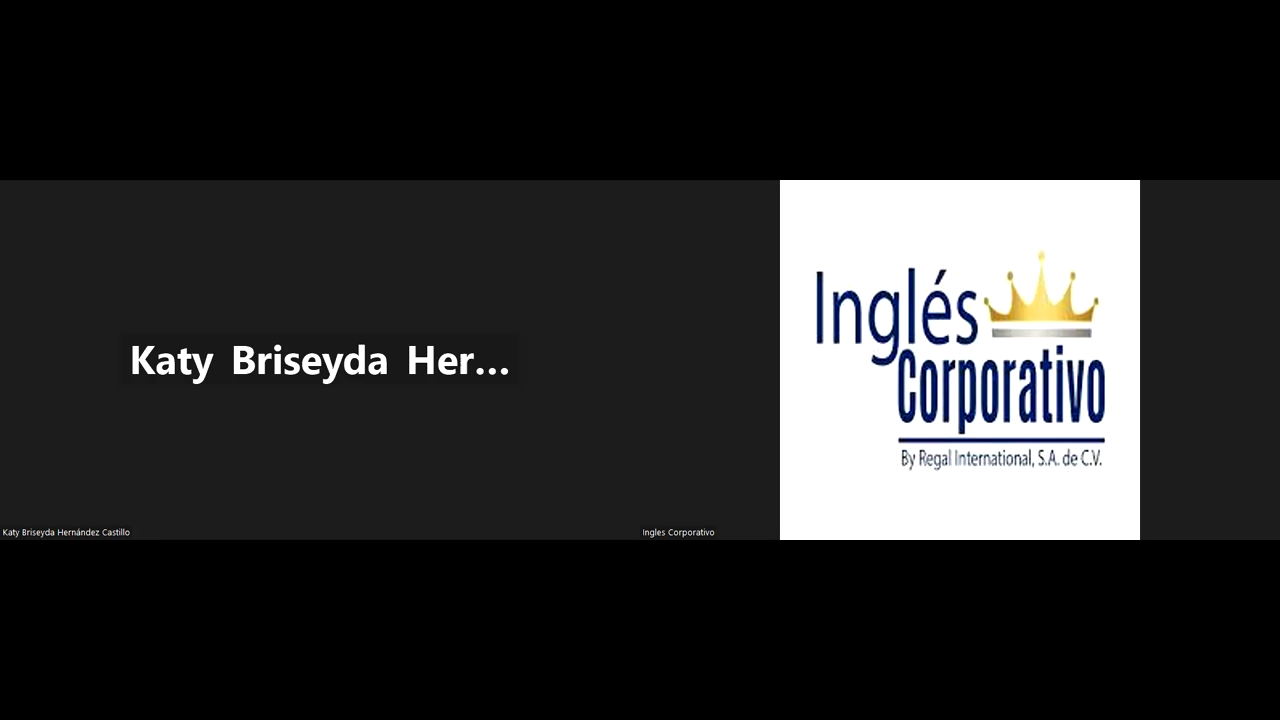 Katy Briseyda Her...
Katy Briseyda Hernández Castillo
Inglés
Corporativo
By Regal International, S.A. de C.V.
Ingles Corporativo